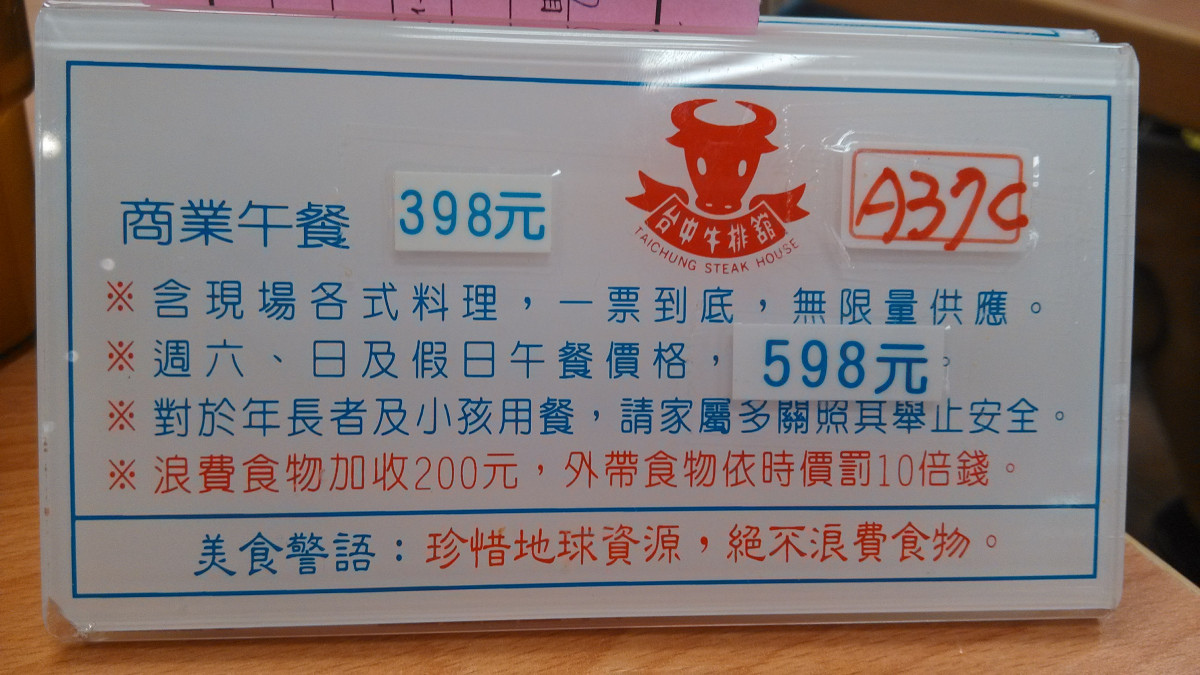 商業午餐 398元
台中牛排館
TAICHUNG STEAK HOUSE
A37C
※含現場各式料理，一票到底，無限量供應。
※週六、日及假日午餐價格，598元。
※對於年長者及小孩用餐，請家屬多關照其舉止安全。
※浪費食物加收200元，外帶食物依時價罰10倍錢。
美食警語：珍惜地球資源，絕不浪費食物。